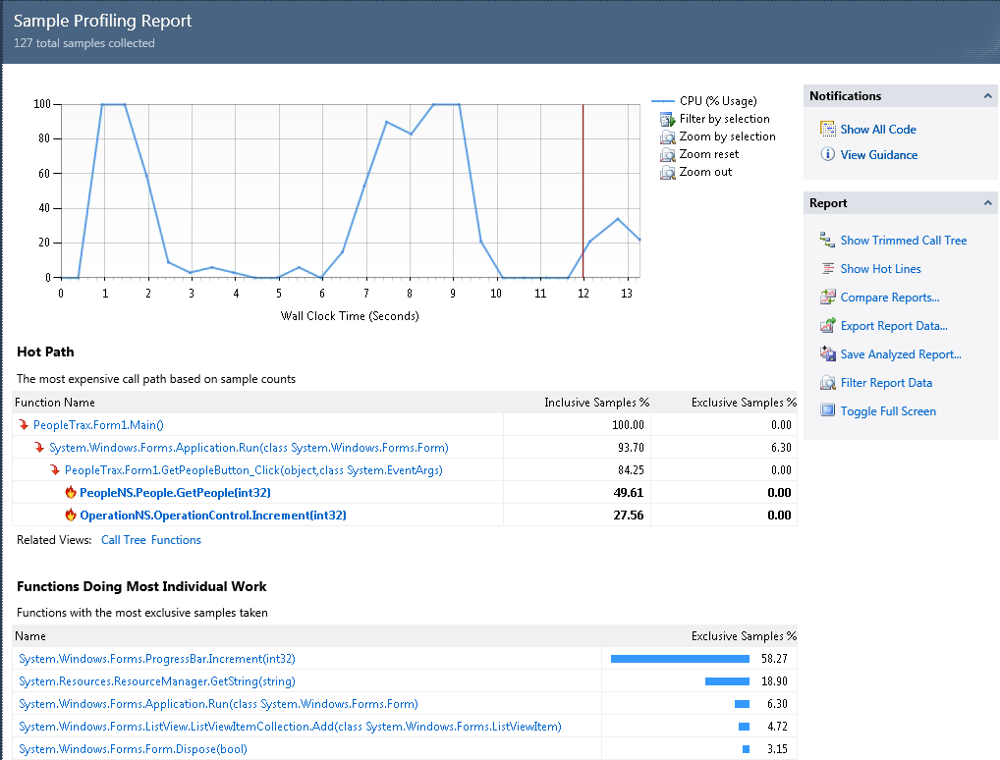 Sample Profiling Report
127 total samples collected
100
80
60
40
20
0
0 1 2 3 4 5 6 7 8 9 10 11 12 13
Wall Clock Time (Seconds)
CPU (% Usage)
Filter by selection
Zoom by selection
Zoom reset
Zoom out
Notifications
Show All Code
View Guidance
Report
Show Trimmed Call Tree
Show Hot Lines
Compare Reports...
Export Report Data...
Save Analyzed Report...
Filter Report Data
Toggle Full Screen
Hot Path
The most expensive call path based on sample counts
Function Name Inclusive Samples % Exclusive Samples %
PeopleTrax.Form1.Main() 100.00 0.00
System.Windows.Forms.Application.Run(class System.Windows.Forms.Form) 93.70 6.30
PeopleTrax.Form1.GetPeopleButton_Click(object,class System.EventArgs) 84.25 0.00
PeopleNS.People.GetPeople(int32) 49.61 0.00
OperationNS.OperationControl.Increment(int32) 27.56 0.00
Related Views: Call Tree Functions
Functions Doing Most Individual Work
Functions with the most exclusive samples taken
Name Exclusive Samples %
System.Windows.Forms.ProgressBar.Increment(int32) 58.27
System.Resources.ResourceManager.GetString(string) 18.90
System.Windows.Forms.Application.Run(class System.Windows.Forms.Form) 6.30
System.Windows.Forms.ListView.ListViewItemCollection.Add(class System.Windows.Forms.ListViewItem) 4.72
System.Windows.Forms.Form.Dispose(bool) 3.15